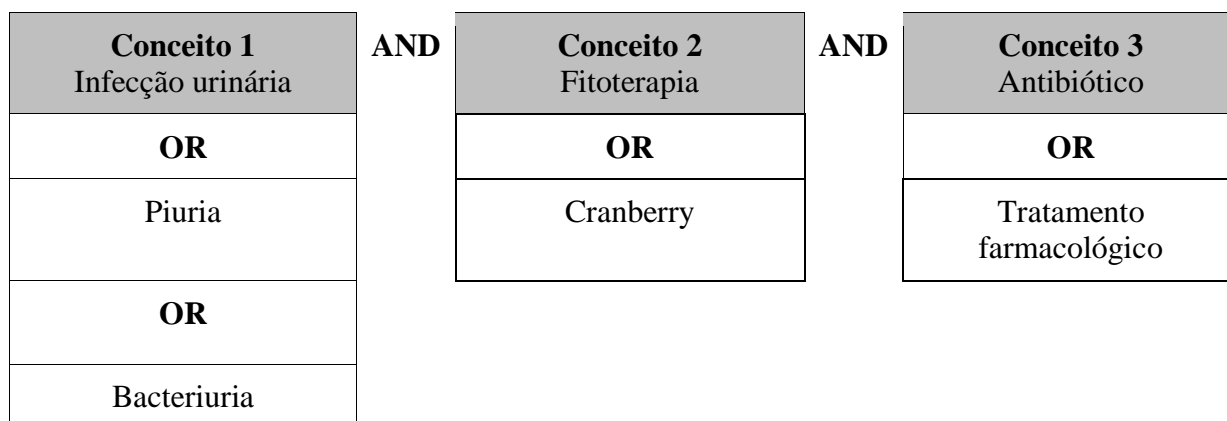 Conceito 1 AND Conceito 2 AND Conceito 3
Infecção urinária Fitoterapia Antibiótico
OR OR OR
Piuria Cranberry Tratamento
farmacológico
OR
Bacteriuria